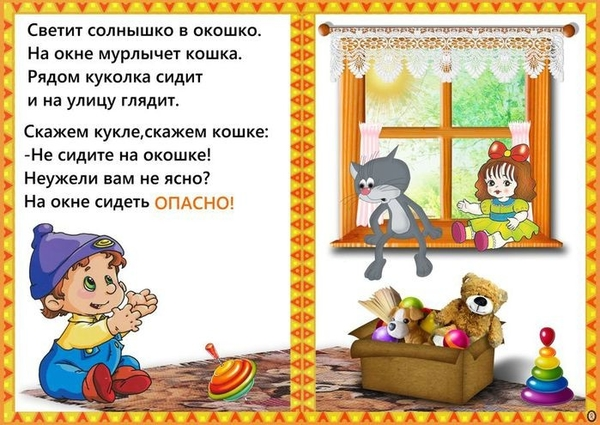 Светит солнышко в окошко.
На окне мурлычет кошка.
Рядом куколка сидит
и на улицу глядит.
Скажем кукле,скажем кошке:
-Не сидите на окошке!
Неужели вам не ясно?
На окне сидеть ОПАСНО!